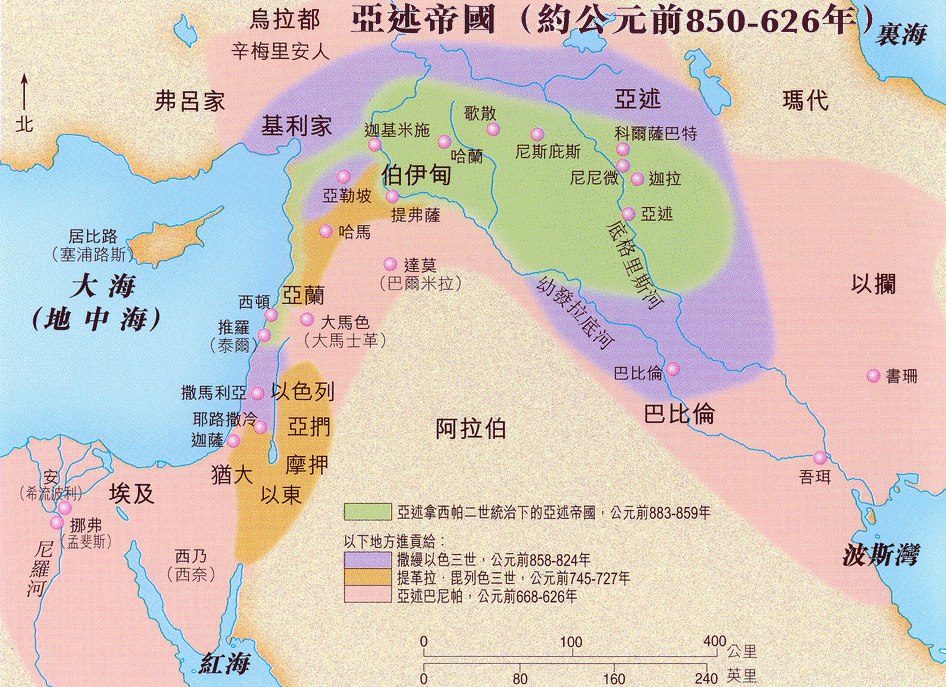 亞述帝國（約公元前850-626年）
烏拉都
辛梅里安人
裏海
弗呂家
亞述
瑪代
北
基利家
迦基米施
歌散
科爾薩巴特
哈蘭
尼斯庇斯
伯伊甸
尼尼微
迦拉
亞勒坡
提弗薩
亞述
居比路
（塞浦路斯）
哈馬
底格里斯河
達莫
（巴爾米拉）
大海
（地中海）
以攔
西頓
亞蘭
幼發拉底河
推羅
（泰爾）
大馬色
（大馬士革）
巴比倫
書珊
撒馬利亞
以色列
耶路撒冷
巴比倫
迦薩
亞捫
阿拉伯
猶大
摩押
吾珥
安
（希流波利）
埃及
以東
挪弗
（孟斐斯）
尼羅河
西乃
（西奈）
波斯灣
紅海
亞述拿西帕二世統治下的亞述帝國，公元前883-859年
以下地方進貢給：
撒縵以色三世，公元前858-824年
提革拉．毘列色三世，公元前745-727年
亞述巴尼帕，公元前668-626年
0 100 400 公里
0 80 160 240 英里